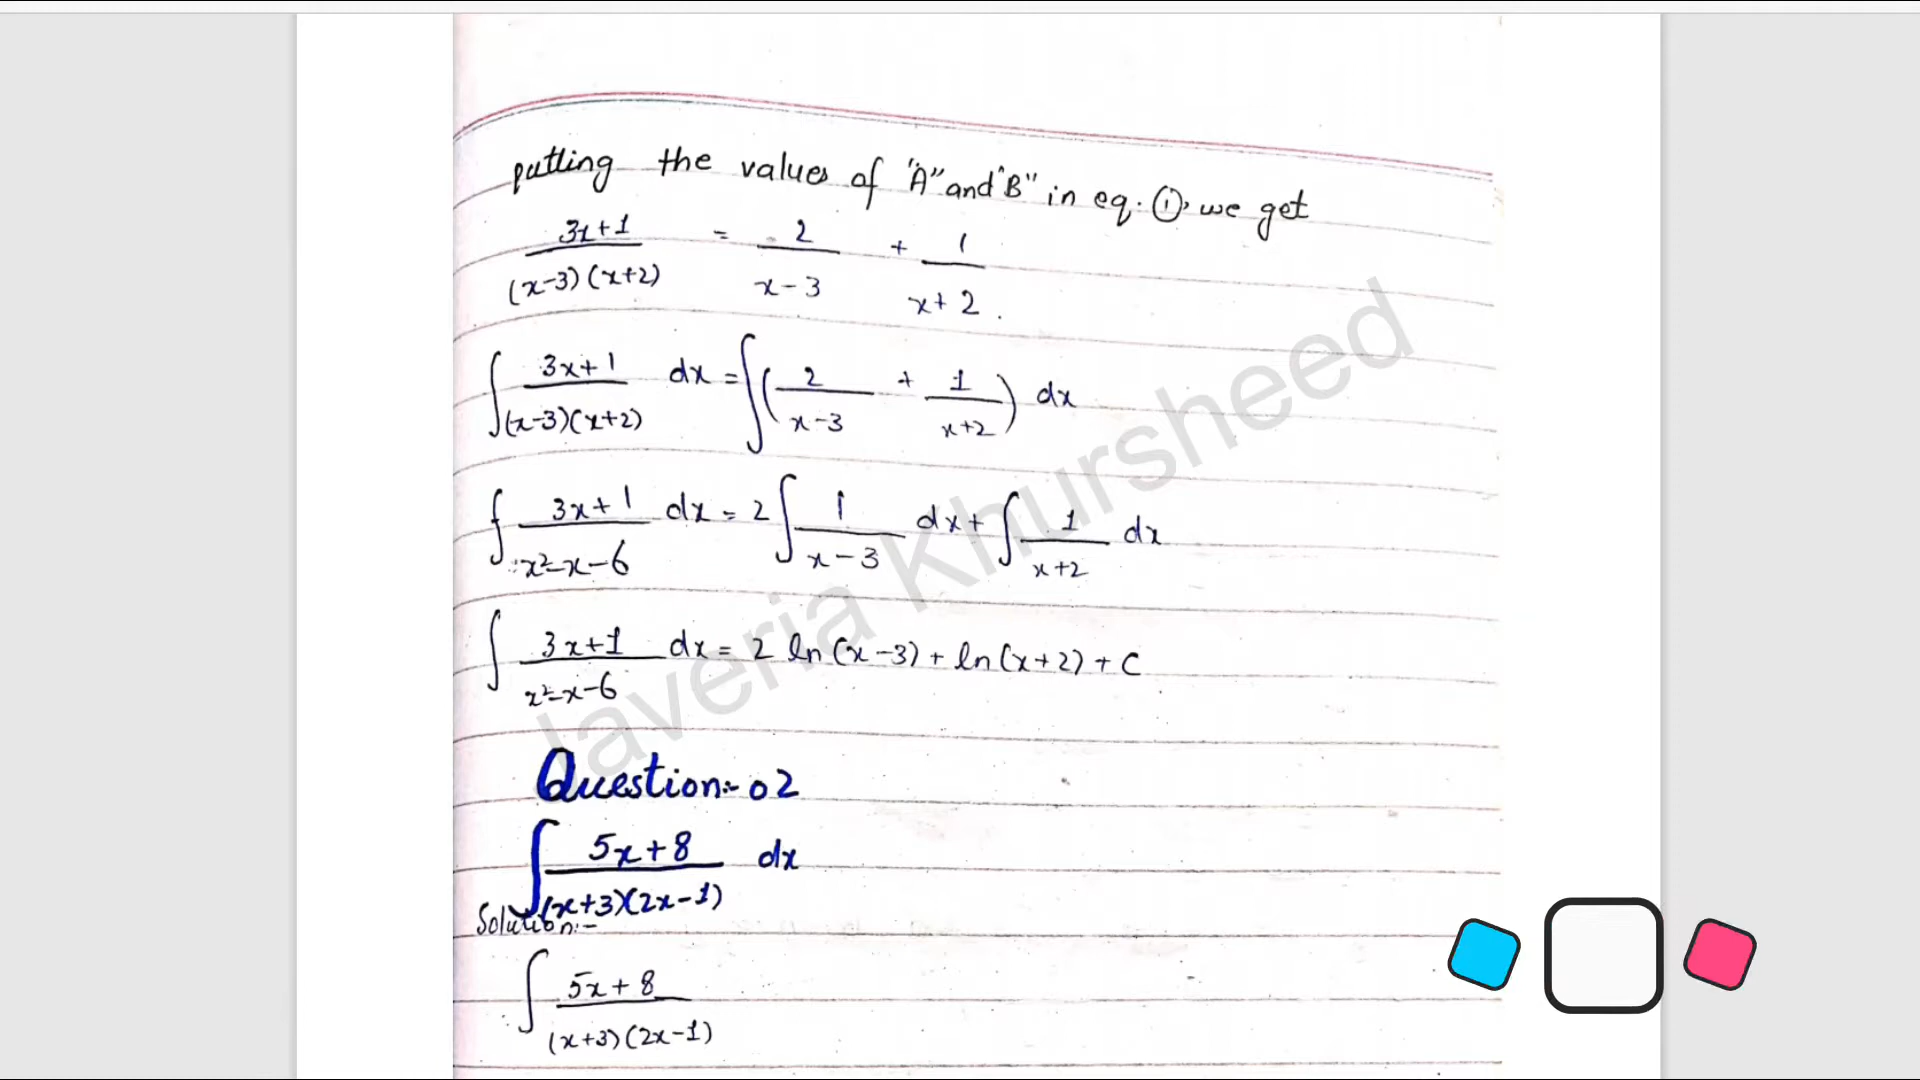 putting the values of "A" and "B" in eq. ①, we get
3x+1 / (x-3)(x+2) = 2 / x-3 + 1 / x+2.
∫ 3x+1 / (x-3)(x+2) dx = ∫ ( 2 / x-3 + 1 / x+2 ) dx
∫ 3x+1 / x²-x-6 dx = 2 ∫ 1 / x-3 dx + ∫ 1 / x+2 dx
∫ 3x+1 / x²-x-6 dx = 2 ln(x-3) + ln(x+2) + C
Question:- 02
∫ 5x+8 / (x+3)(2x-1) dx
Solution:-
∫ 5x+8 / (x+3)(2x-1)
Javeria Khursheed